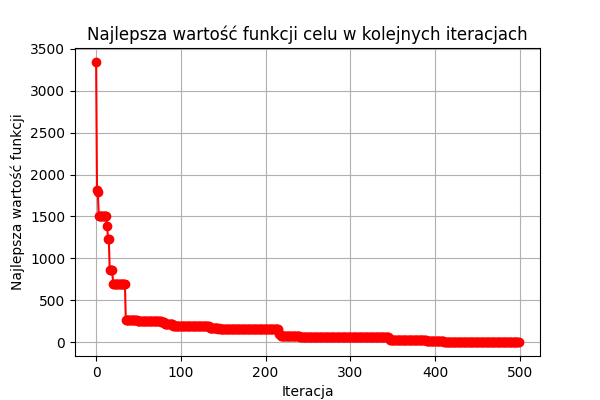 Najlepsza wartość funkcji celu w kolejnych iteracjach
Najlepsza wartość funkcji
3500
3000
2500
2000
1500
1000
500
0
0 100 200 300 400 500
Iteracja